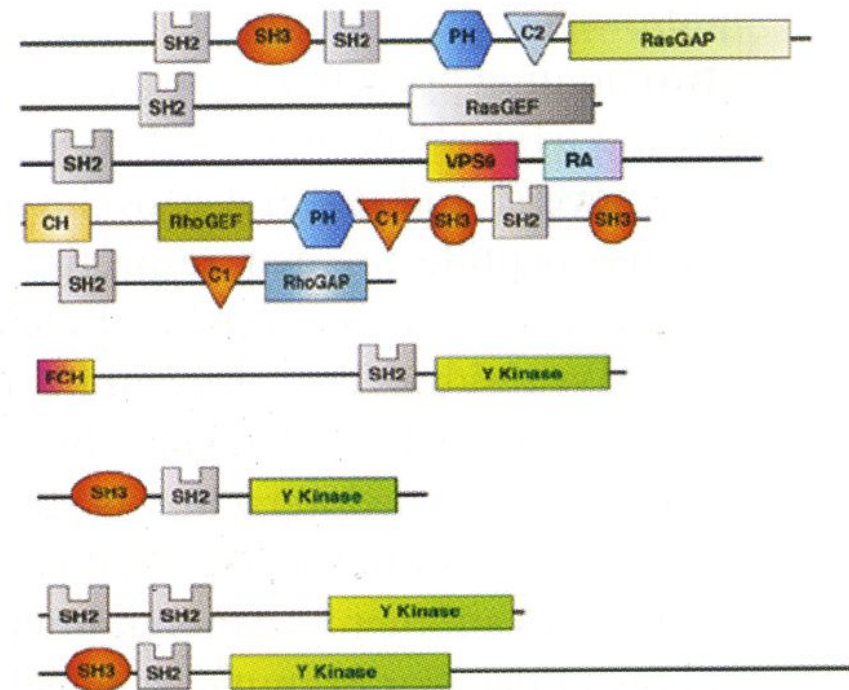 SH2 SH3 SH2 PH C2 RasGAP
SH2 RasGEF
SH2 VPS9 RA
CH RhoGEF PH C1 SH3 SH2 SH3
SH2 C1 RhoGAP
FCH SH2 Y Kinase
SH3 SH2 Y Kinase
SH2 SH2 Y Kinase
SH3 SH2 Y Kinase